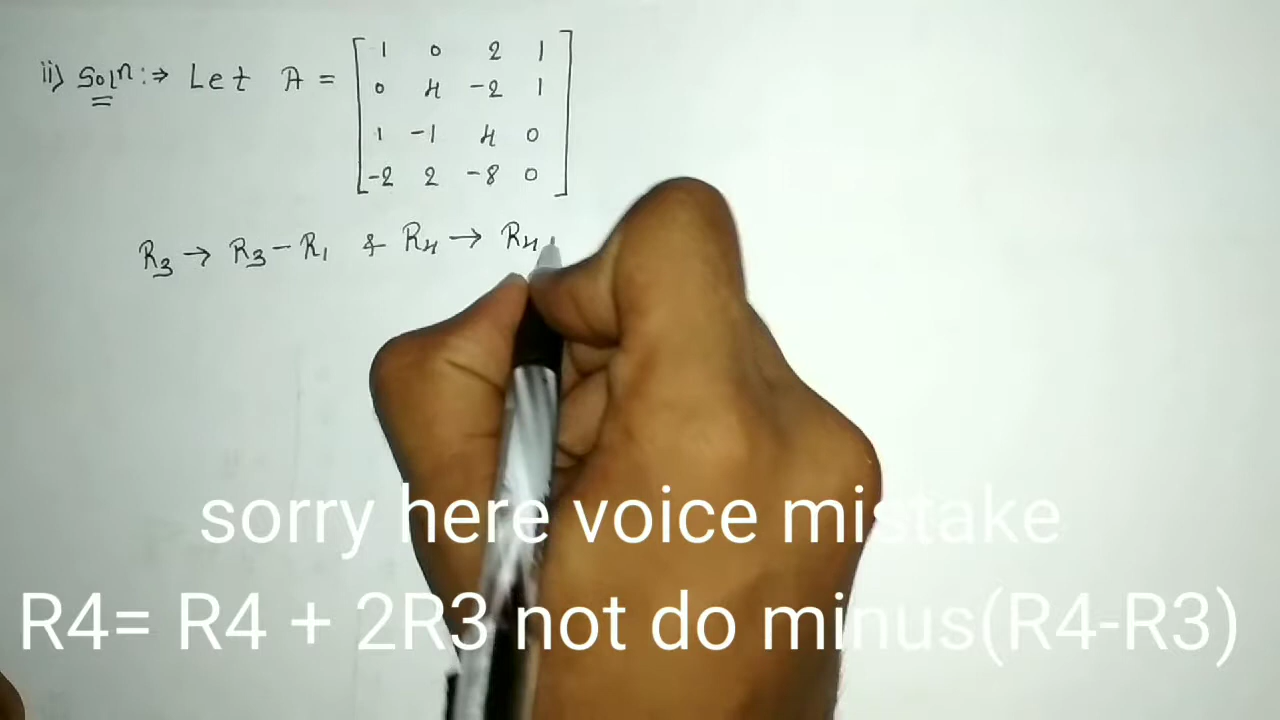 ii) Solⁿ:⇒ Let A = [ 1 0 2 1
0 4 -2 1
1 -1 4 0
-2 2 -8 0 ]
R₃ → R₃ - R₁ & R₄ → R₄
sorry here voice mistake
R4= R4 + 2R3 not do minus(R4-R3)